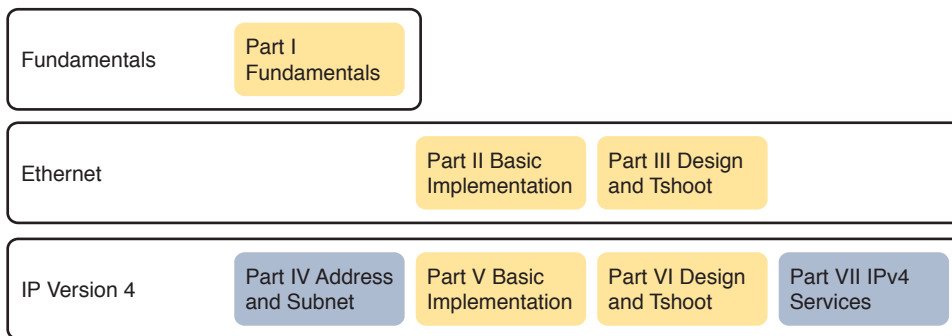 Fundamentals
Part I
Fundamentals
Ethernet
Part II Basic
Implementation
Part III Design
and Tshoot
IP Version 4
Part IV Address
and Subnet
Part V Basic
Implementation
Part VI Design
and Tshoot
Part VII IPv4
Services